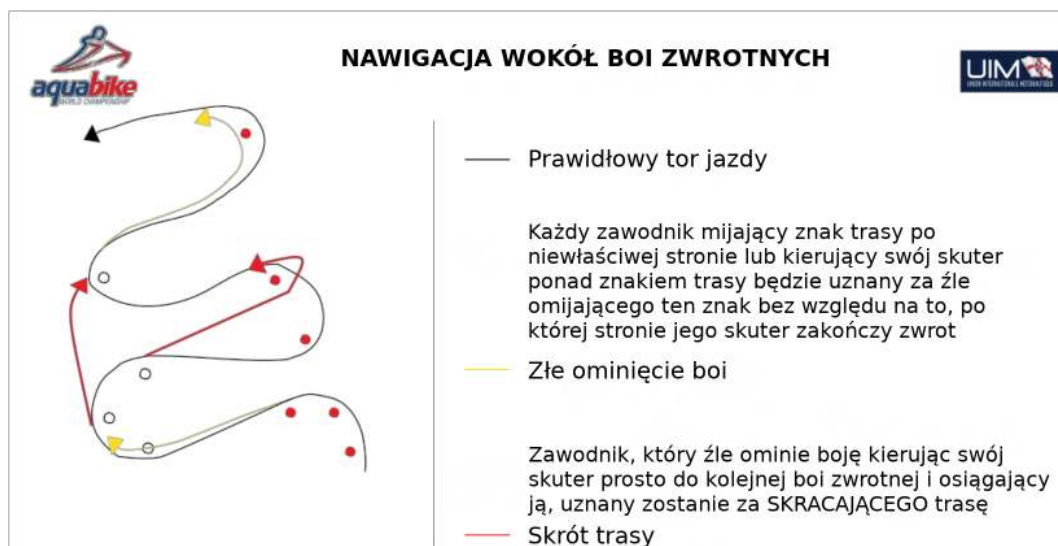 NAWIGACJA WOKÓŁ BOI ZWROTNYCH
aquabike
WORLD CHAMPIONSHIP
UIM
UNION INTERNATIONALE MOTONAUTIQUE
Prawidłowy tor jazdy
Każdy zawodnik mijający znak trasy po
niewłaściwej stronie lub kierujący swój skuter
ponad znakiem trasy będzie uznany za źle
omijającego ten znak bez względu na to, po
której stronie jego skuter zakończy zwrot
Złe ominięcie boi
Zawodnik, który źle ominie boję kierując swój
skuter prosto do kolejnej boi zwrotnej i osiągający
ją, uznany zostanie za SKRACAJĄCEGO trasę
Skrót trasy